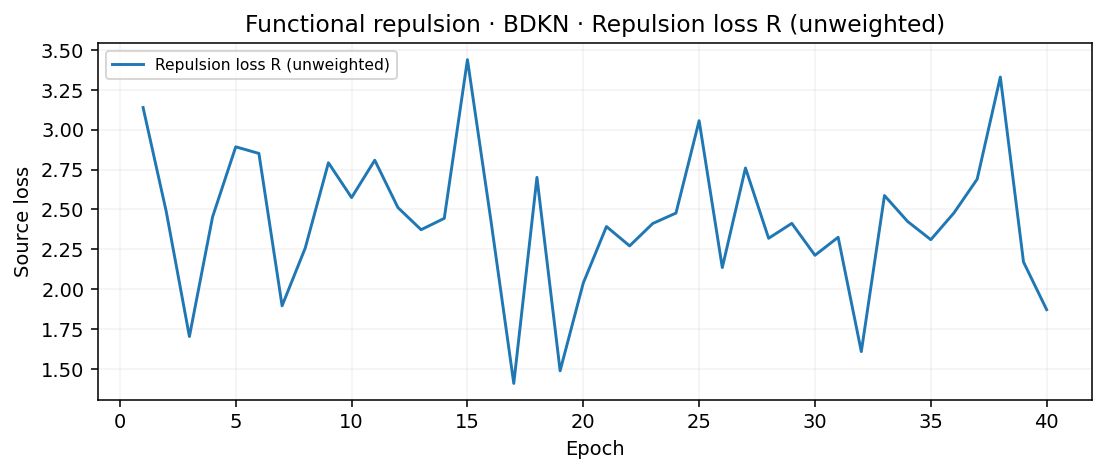 Functional repulsion · BDKN · Repulsion loss R (unweighted)
Repulsion loss R (unweighted)
Source loss
3.50
3.25
3.00
2.75
2.50
2.25
2.00
1.75
1.50
0 5 10 15 20 25 30 35 40
Epoch